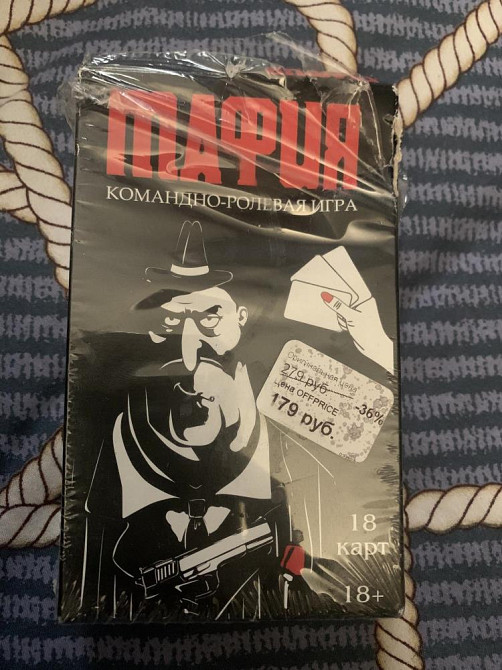 МАФИЯ
КОМАНДНО-РОЛЕВАЯ ИГРА
Оригинальная цена
279 руб.
-36%
цена OFFPRICE
179 руб.
18
карт
18+